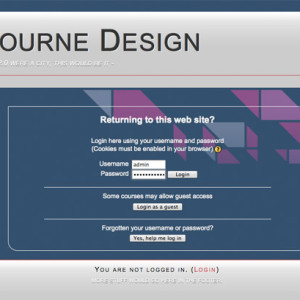 OURNE DESIGN
Returning to this web site?
Login here using your username and password
(Cookies must be enabled in your browser) ?
Username admin
Password ••••••••••• Login
Some courses may allow guest access
Login as a guest
Forgotten your username or password?
Yes, help me log in
YOU ARE NOT LOGGED IN. (LOGIN)